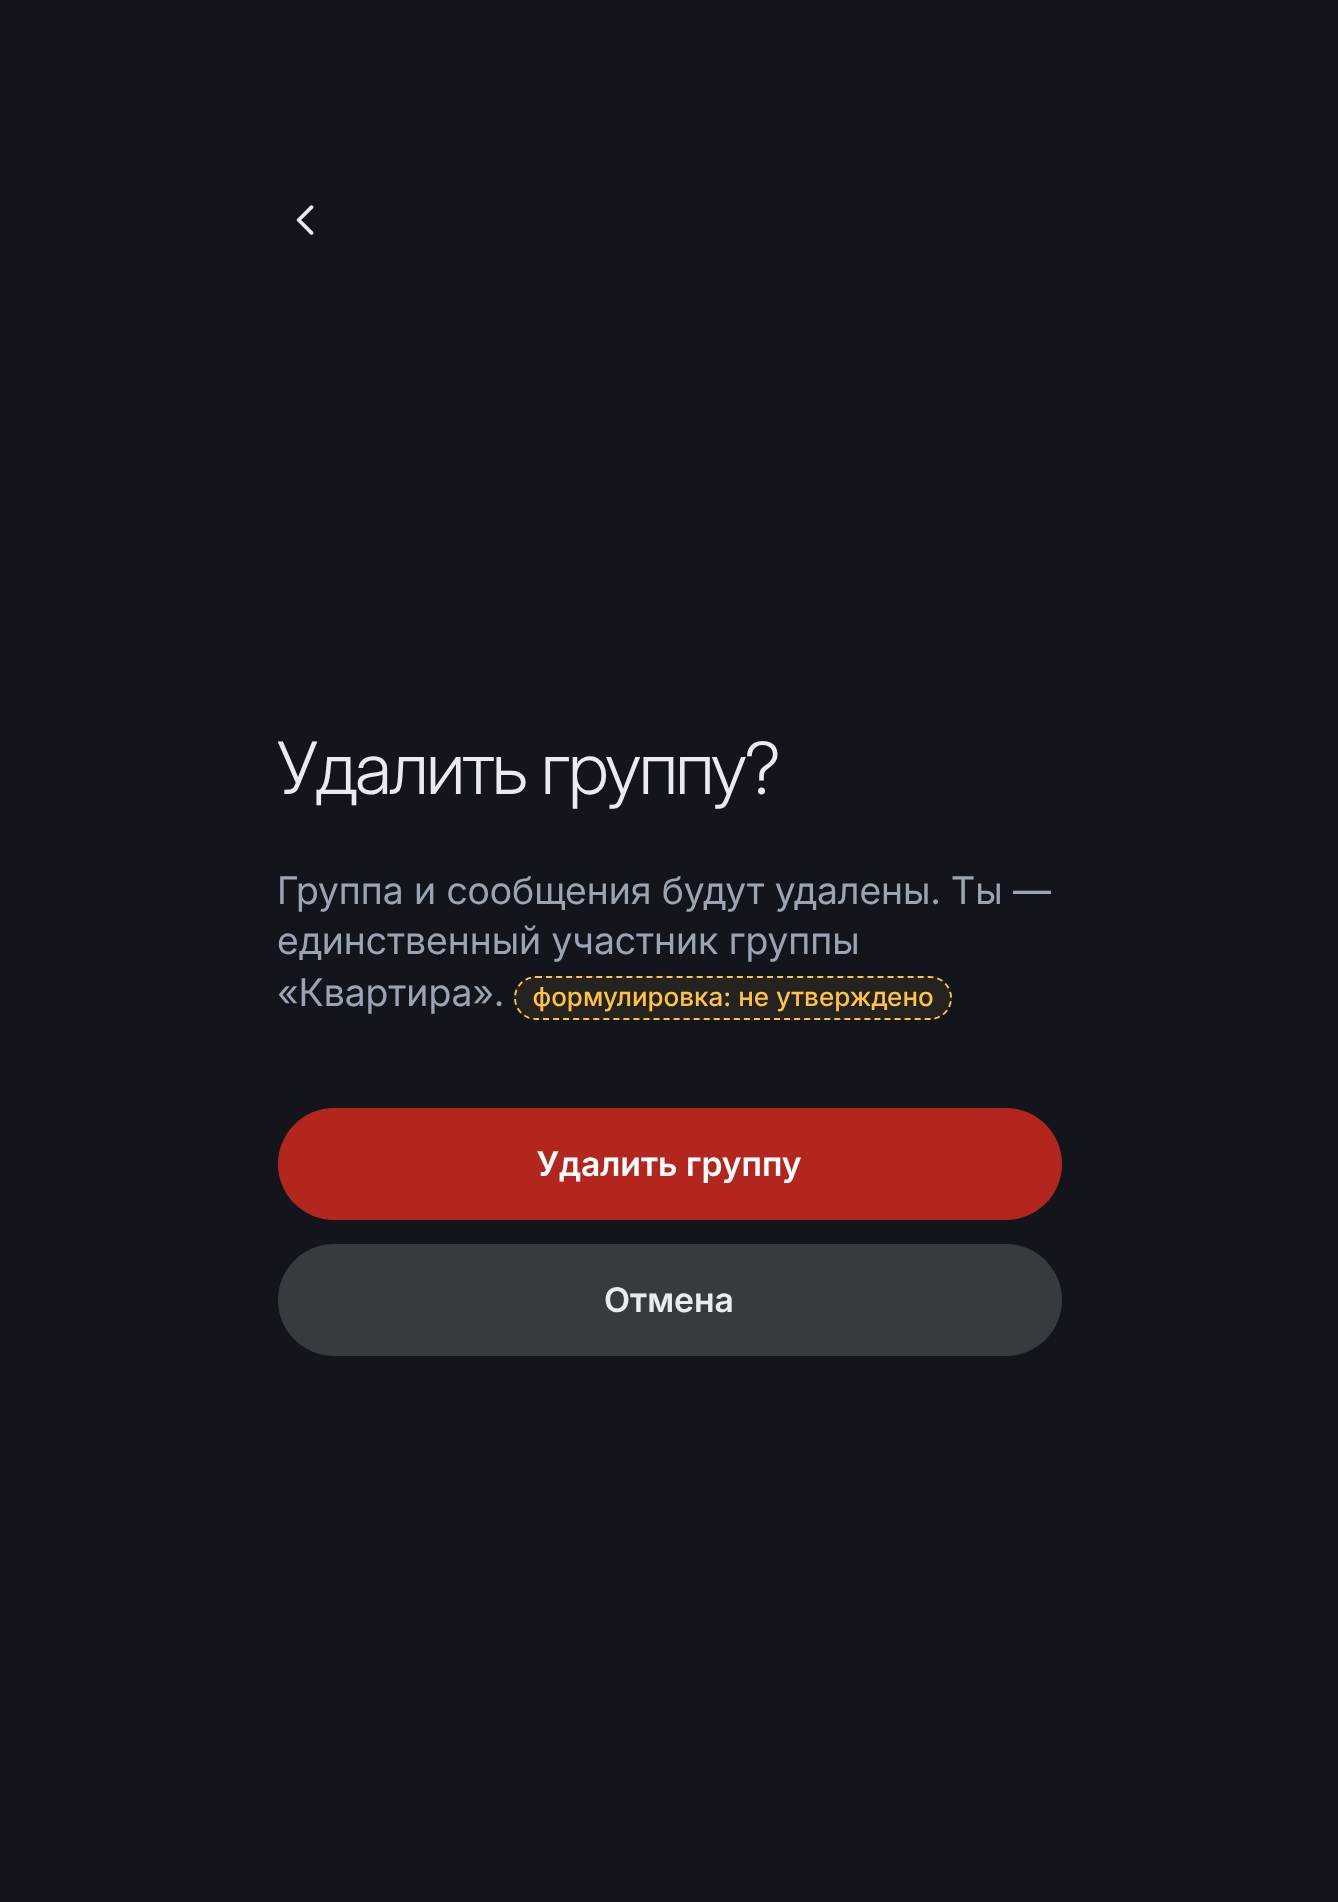 Удалить группу?
Группа и сообщения будут удалены. Ты —
единственный участник группы
«Квартира». формулировка: не утверждено
Удалить группу
Отмена